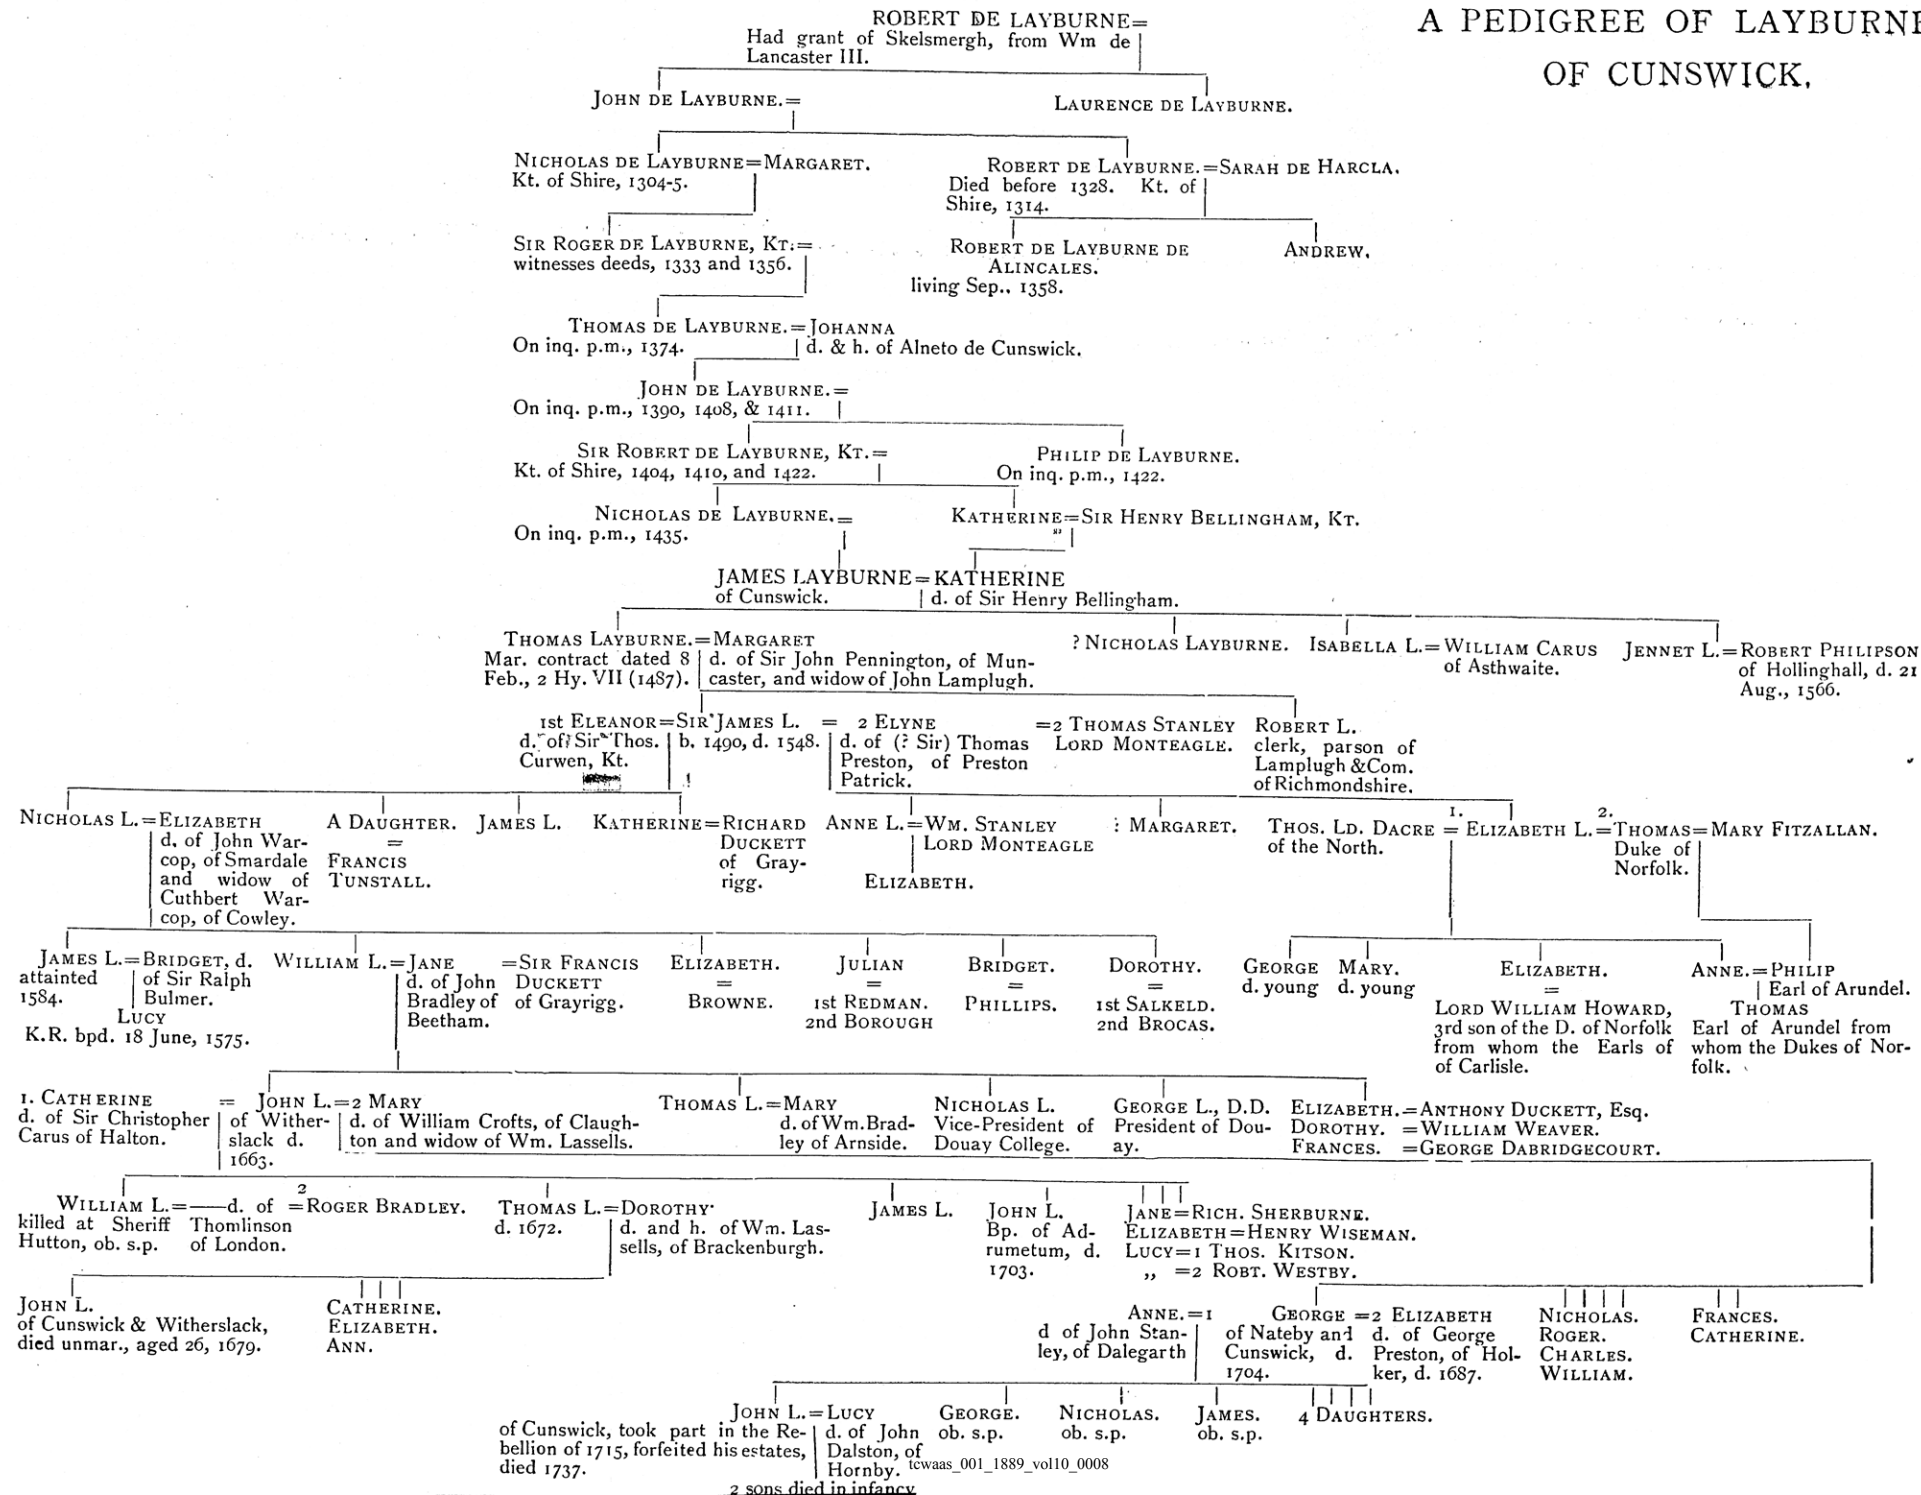 A PEDIGREE OF LAYBURNE
OF CUNSWICK,
ROBERT DE LAYBURNE=
Had grant of Skelsmergh, from Wm de
Lancaster III.
JOHN DE LAYBURNE.=
LAURENCE DE LAYBURNE.
NICHOLAS DE LAYBURNE=MARGARET.
Kt. of Shire, 1304-5.
ROBERT DE LAYBURNE.=SARAH DE HARCLA.
Died before 1328. Kt. of
Shire, 1314.
SIR ROGER DE LAYBURNE, KT.=
witnesses deeds, 1333 and 1356.
ROBERT DE LAYBURNE DE
ALINCALES.
living Sep., 1358.
ANDREW.
THOMAS DE LAYBURNE.=JOHANNA
On inq. p.m., 1374. d. & h. of Alneto de Cunswick.
JOHN DE LAYBURNE.=
On inq. p.m., 1390, 1408, & 1411.
SIR ROBERT DE LAYBURNE, KT.=
Kt. of Shire, 1404, 1410, and 1422.
PHILIP DE LAYBURNE.
On inq. p.m., 1422.
NICHOLAS DE LAYBURNE.=
On inq. p.m., 1435.
KATHERINE=SIR HENRY BELLINGHAM, KT.
JAMES LAYBURNE=KATHERINE
of Cunswick. d. of Sir Henry Bellingham.
THOMAS LAYBURNE.=MARGARET
Mar. contract dated 8 d. of Sir John Pennington, of Mun-
Feb., 2 Hy. VII (1487). caster, and widow of John Lamplugh.
? NICHOLAS LAYBURNE.
ISABELLA L.=WILLIAM CARUS
of Asthwaite.
JENNET L.=ROBERT PHILIPSON
of Hollinghall, d. 21
Aug., 1566.
1st ELEANOR=SIR JAMES L. = 2 ELYNE =2 THOMAS STANLEY
d. of Sir Thos. b. 1490, d. 1548. d. of (? Sir) Thomas LORD MONTEAGLE.
Curwen, Kt. Preston, of Preston
Patrick.
ROBERT L.
clerk, parson of
Lamplugh &Com.
of Richmondshire.
NICHOLAS L.=ELIZABETH
d. of John War-
cop, of Smardale
and widow of
Cuthbert War-
cop, of Cowley.
A DAUGHTER.
=
FRANCIS
TUNSTALL.
JAMES L.
KATHERINE=RICHARD
DUCKETT
of Gray-
rigg.
ANNE L.=WM. STANLEY
LORD MONTEAGLE
ELIZABETH.
: MARGARET.
1. 2.
THOS. LD. DACRE = ELIZABETH L.=THOMAS=MARY FITZALLAN.
of the North. Duke of
Norfolk.
JAMES L.=BRIDGET, d.
attainted of Sir Ralph
1584. Bulmer.
LUCY
K.R. bpd. 18 June, 1575.
WILLIAM L.=JANE =SIR FRANCIS
d. of John DUCKETT
Bradley of of Grayrigg.
Beetham.
ELIZABETH.
=
BROWNE.
JULIAN
=
1st REDMAN.
2nd BOROUGH
BRIDGET.
=
PHILLIPS.
DOROTHY.
=
1st SALKELD.
2nd BROCAS.
GEORGE
d. young
MARY.
d. young
ELIZABETH.
=
LORD WILLIAM HOWARD,
3rd son of the D. of Norfolk
from whom the Earls of
of Carlisle.
ANNE.=PHILIP
Earl of Arundel.
THOMAS
Earl of Arundel from
whom the Dukes of Nor-
folk.
1. CATHERINE = JOHN L.=2 MARY
d. of Sir Christopher of Wither- d. of William Crofts, of Claugh-
Carus of Halton. slack d. ton and widow of Wm. Lassells.
1663.
THOMAS L.=MARY
d. of Wm. Brad-
ley of Arnside.
NICHOLAS L.
Vice-President of
Douay College.
GEORGE L., D.D.
President of Dou-
ay.
ELIZABETH.=ANTHONY DUCKETT, Esq.
DOROTHY. =WILLIAM WEAVER.
FRANCES. =GEORGE DABRIDGECOURT.
2
WILLIAM L.=——d. of =ROGER BRADLEY.
killed at Sheriff Thomlinson
Hutton, ob. s.p. of London.
THOMAS L.=DOROTHY
d. 1672. d. and h. of Wm. Las-
sells, of Brackenburgh.
JAMES L.
JOHN L.
Bp. of Ad-
rumetum, d.
1703.
JANE=RICH. SHERBURNE.
ELIZABETH=HENRY WISEMAN.
LUCY=1 THOS. KITSON.
,, =2 ROBT. WESTBY.
JOHN L.
of Cunswick & Witherslack,
died unmar., aged 26, 1679.
CATHERINE.
ELIZABETH.
ANN.
ANNE.=1 GEORGE =2 ELIZABETH
d of John Stan- of Nateby and d. of George
ley, of Dalegarth Cunswick, d. Preston, of Hol-
1704. ker, d. 1687.
NICHOLAS.
ROGER.
CHARLES.
WILLIAM.
FRANCES.
CATHERINE.
JOHN L.=LUCY
of Cunswick, took part in the Re- d. of John
bellion of 1715, forfeited his estates, Dalston, of
died 1737. Hornby.
2 sons died in infancy
GEORGE.
ob. s.p.
NICHOLAS.
ob. s.p.
JAMES.
ob. s.p.
4 DAUGHTERS.
tcwaas_001_1889_vol10_0008